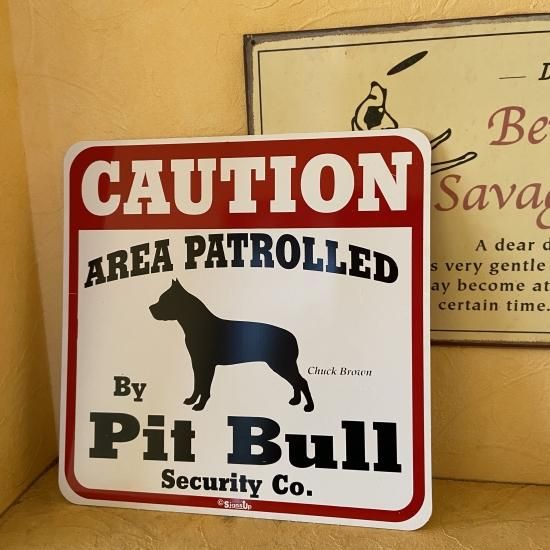 CAUTION
AREA PATROLLED
Chuck Brown
By
Pit Bull
Security Co.
©SignsUp
Savag
A dear d
s very gentle
ay become at
certain time.